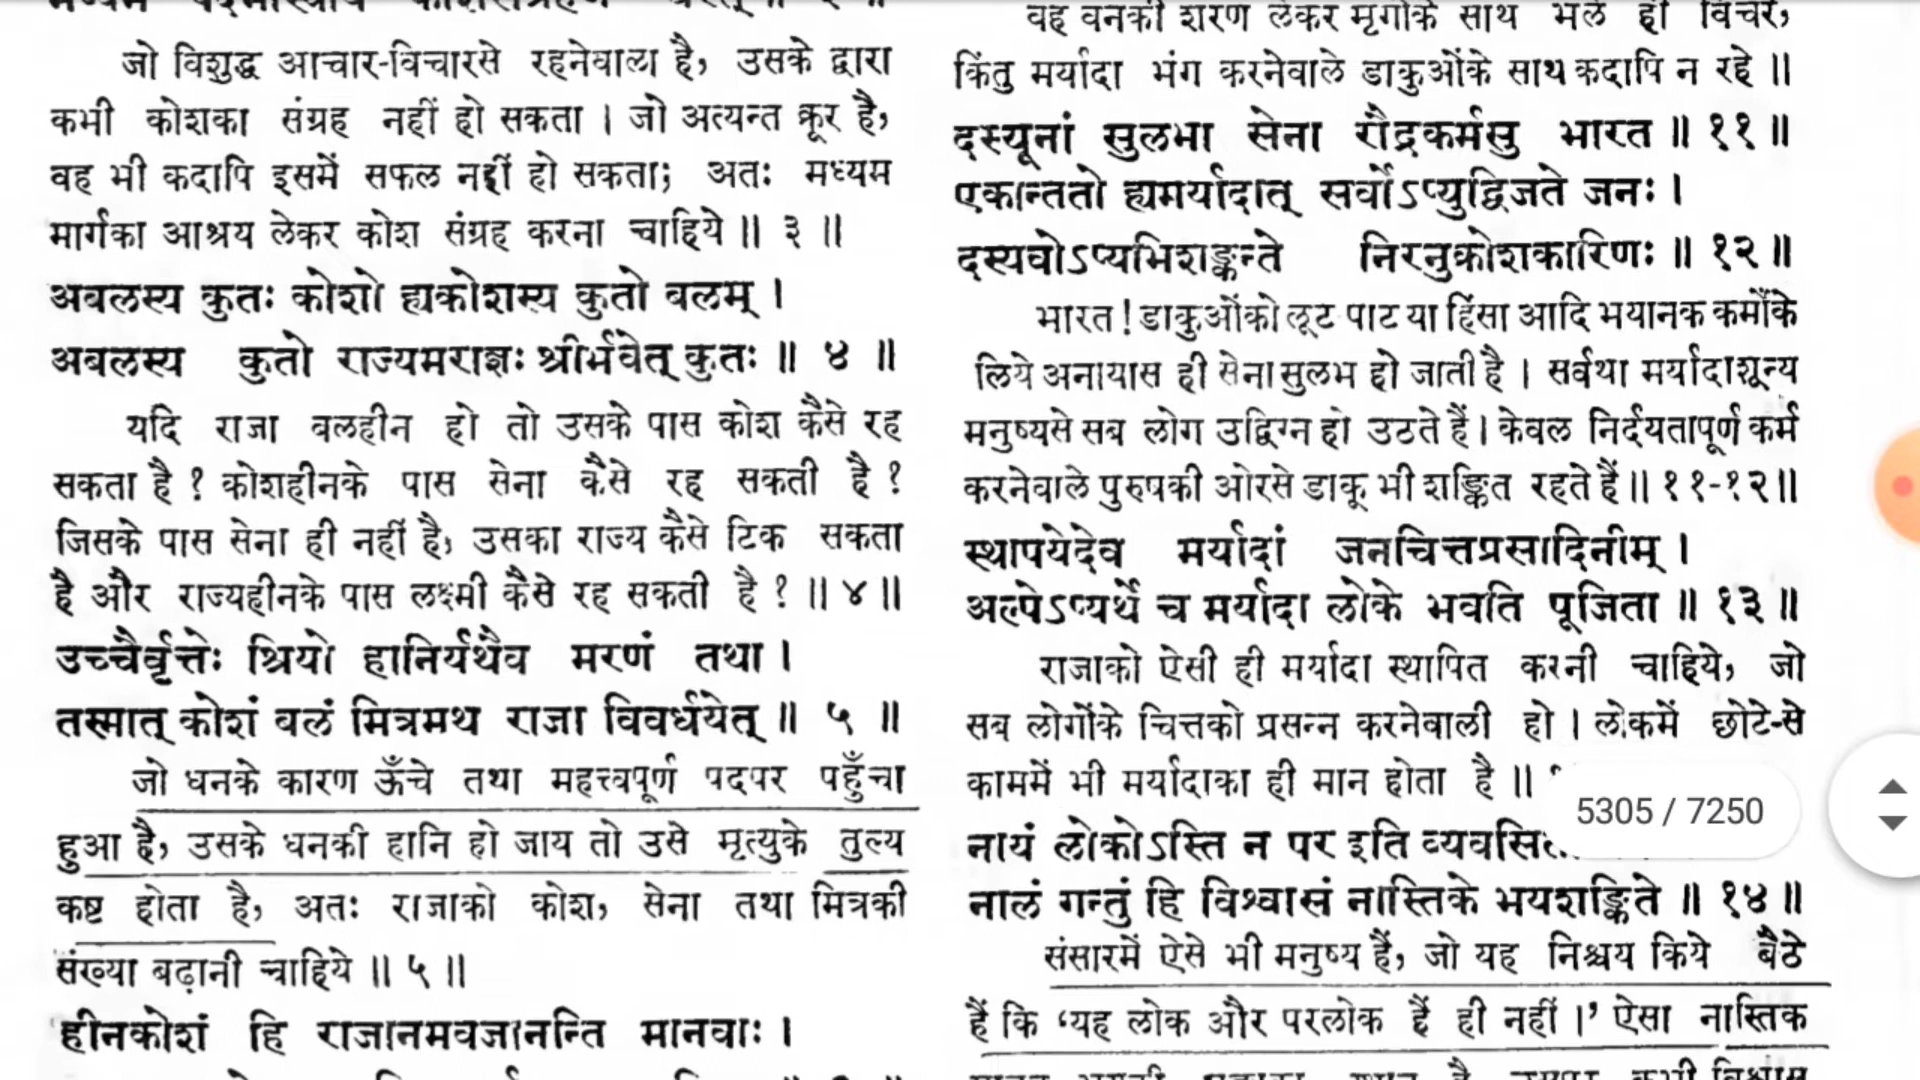 जो विशुद्ध आचार-विचारसे रहनेवाला है, उसके द्वारा
कभी कोशका संग्रह नहीं हो सकता । जो अत्यन्त क्रूर है,
वह भी कदापि इसमें सफल नहीं हो सकता; अतः मध्यम
मार्गका आश्रय लेकर कोश संग्रह करना चाहिये ॥ ३ ॥
अबलस्य कुतः कोशो ह्यकोशस्य कुतो बलम् ।
अबलस्य कुतो राज्यमराज्ञः श्रीर्भवेत् कुतः ॥ ४ ॥
यदि राजा बलहीन हो तो उसके पास कोश कैसे रह
सकता है ? कोशहीनके पास सेना कैसे रह सकती है ?
जिसके पास सेना ही नहीं है, उसका राज्य कैसे टिक सकता
है और राज्यहीनके पास लक्ष्मी कैसे रह सकती है ? ॥ ४ ॥
उच्चैर्वृत्तेः श्रियो हानिर्यथैव मरणं तथा ।
तस्मात् कोशं बलं मित्रमथ राजा विवर्धयेत् ॥ ५ ॥
जो धनके कारण ऊँचे तथा महत्त्वपूर्ण पदपर पहुँचा
हुआ है, उसके धनकी हानि हो जाय तो उसे मृत्युके तुल्य
कष्ट होता है, अतः राजाको कोश, सेना तथा मित्रकी
संख्या बढ़ानी चाहिये ॥ ५ ॥
हीनकोशं हि राजानमवजानन्ति मानवाः ।
वह वनकी शरण लेकर मृगोंके साथ भले ही विचरे,
किंतु मर्यादा भंग करनेवाले डाकुओंके साथ कदापि न रहे ॥
दस्यूनां सुलभा सेना रौद्रकर्मसु भारत ॥ ११ ॥
एकान्ततो ह्यमर्यादात् सर्वोऽप्युद्विजते जनः ।
दस्यवोऽप्यभिशङ्कन्ते निरनुक्रोशकारिणः ॥ १२ ॥
भारत ! डाकुओंको लूट पाट या हिंसा आदि भयानक कर्मोंके
लिये अनायास ही सेना सुलभ हो जाती है । सर्वथा मर्यादाशून्य
मनुष्यसे सब लोग उद्विग्न हो उठते हैं । केवल निर्दयतापूर्ण कर्म
करनेवाले पुरुषकी ओरसे डाकू भी शङ्कित रहते हैं ॥ ११-१२ ॥
स्थापयेदेव मर्यादां जनचित्तप्रसादिनीम् ।
अल्पेऽप्यर्थे च मर्यादा लोके भवति पूजिता ॥ १३ ॥
राजाको ऐसी ही मर्यादा स्थापित करनी चाहिये, जो
सब लोगोंके चित्तको प्रसन्न करनेवाली हो । लोकमें छोटे-से
काममें भी मर्यादाका ही मान होता है ॥
5305 / 7250
नायं लोकोऽस्ति न पर इति
नालं गन्तुं हि विश्वासं नास्तिके भयशङ्किते ॥ १४ ॥
संसारमें ऐसे भी मनुष्य हैं, जो यह निश्चय किये बैठे
हैं कि ‘यह लोक और परलोक हैं ही नहीं ।’ ऐसा नास्तिक